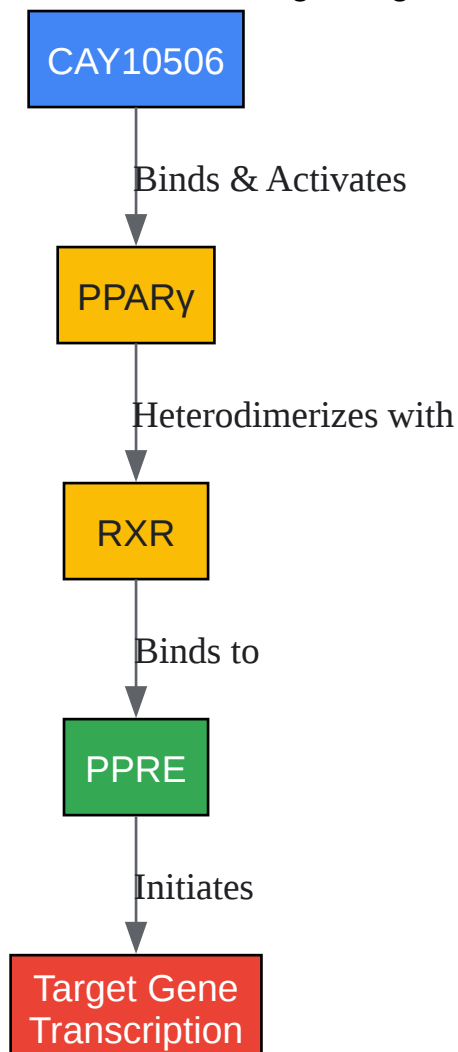 CAY10506
Binds & Activates
PPARγ
Heterodimerizes with
RXR
Binds to
PPRE
Initiates
Target Gene
Transcription